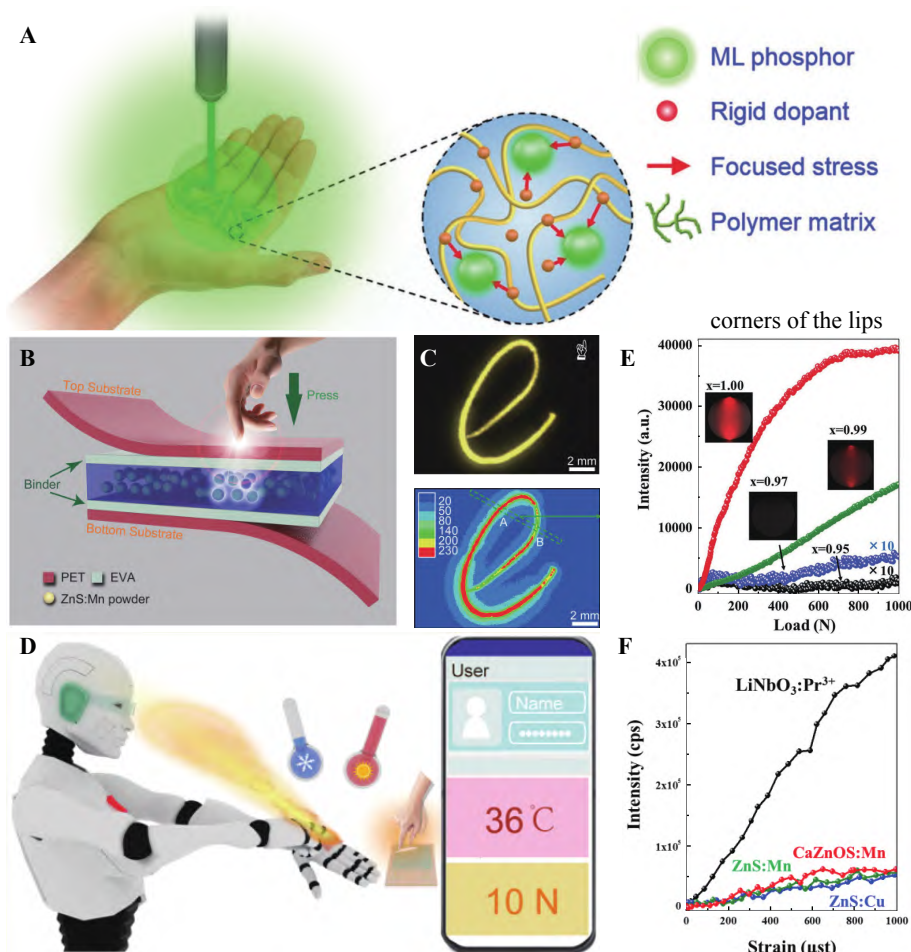 A
ML phosphor
Rigid dopant
Focused stress
Polymer matrix
B
Top Substrate
Press
Binder
Bottom Substrate
PET EVA
ZnS:Mn powder
C
2 mm
20
50
80
140
200
230
A
B
2 mm
corners of the lips
E
40000
30000
20000
10000
0
Intensity (a.u.)
x=1.00
x=0.99
x=0.97
x=0.95
×10
×10
0 200 400 600 800 1000
Load (N)
D
User
Name
36℃
10 N
F
4x10⁵
3x10⁵
2x10⁵
1x10⁵
0
Intensity (cps)
LiNbO₃:Pr³⁺
CaZnOS:Mn
ZnS:Mn
ZnS:Cu
0 200 400 600 800 1000
Strain (μst)